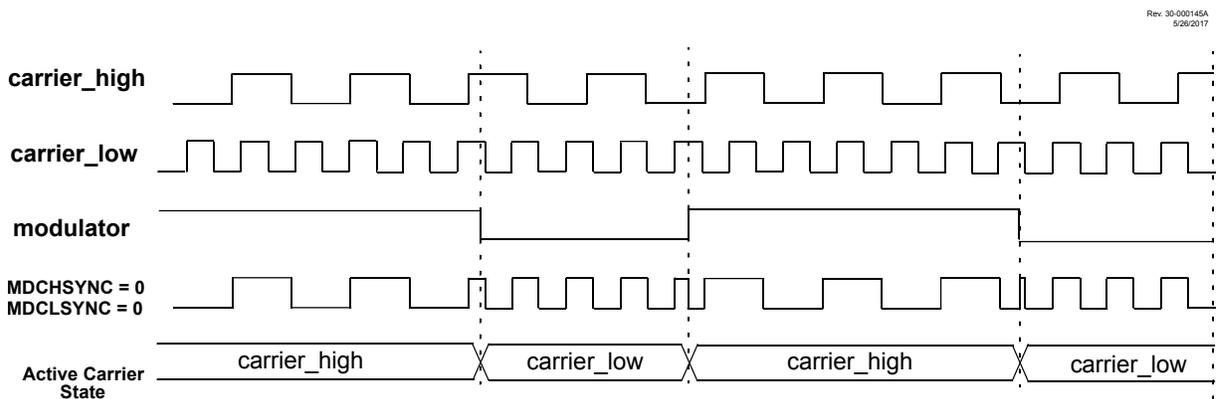 Rev. 30-000145A
5/26/2017
carrier_high
carrier_low
modulator
MDCHSYNC = 0
MDCLSYNC = 0
Active Carrier
State
carrier_high
carrier_low
carrier_high
carrier_low